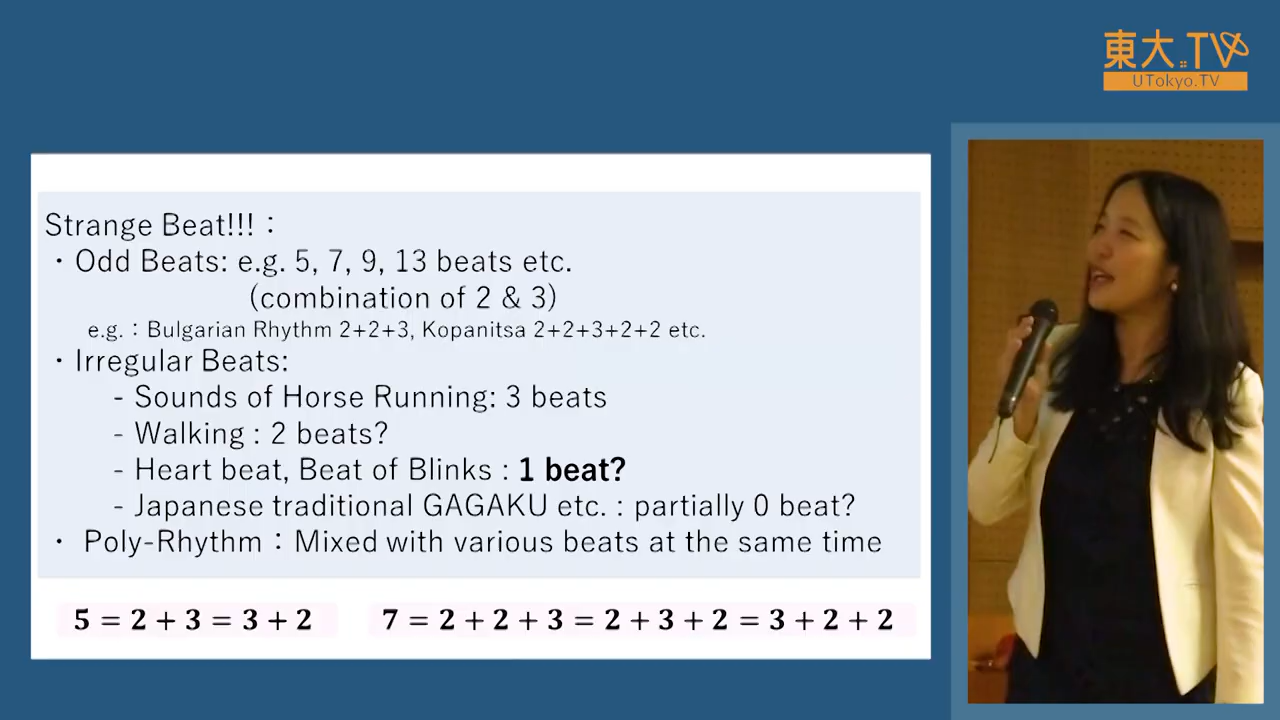 東大.TV
UTokyo.TV
Strange Beat!!!：
・Odd Beats: e.g. 5, 7, 9, 13 beats etc.
(combination of 2 & 3)
e.g.：Bulgarian Rhythm 2+2+3, Kopanitsa 2+2+3+2+2 etc.
・Irregular Beats:
- Sounds of Horse Running: 3 beats
- Walking : 2 beats?
- Heart beat, Beat of Blinks : 1 beat?
- Japanese traditional GAGAKU etc. : partially 0 beat?
・ Poly-Rhythm：Mixed with various beats at the same time
5 = 2 + 3 = 3 + 2
7 = 2 + 2 + 3 = 2 + 3 + 2 = 3 + 2 + 2